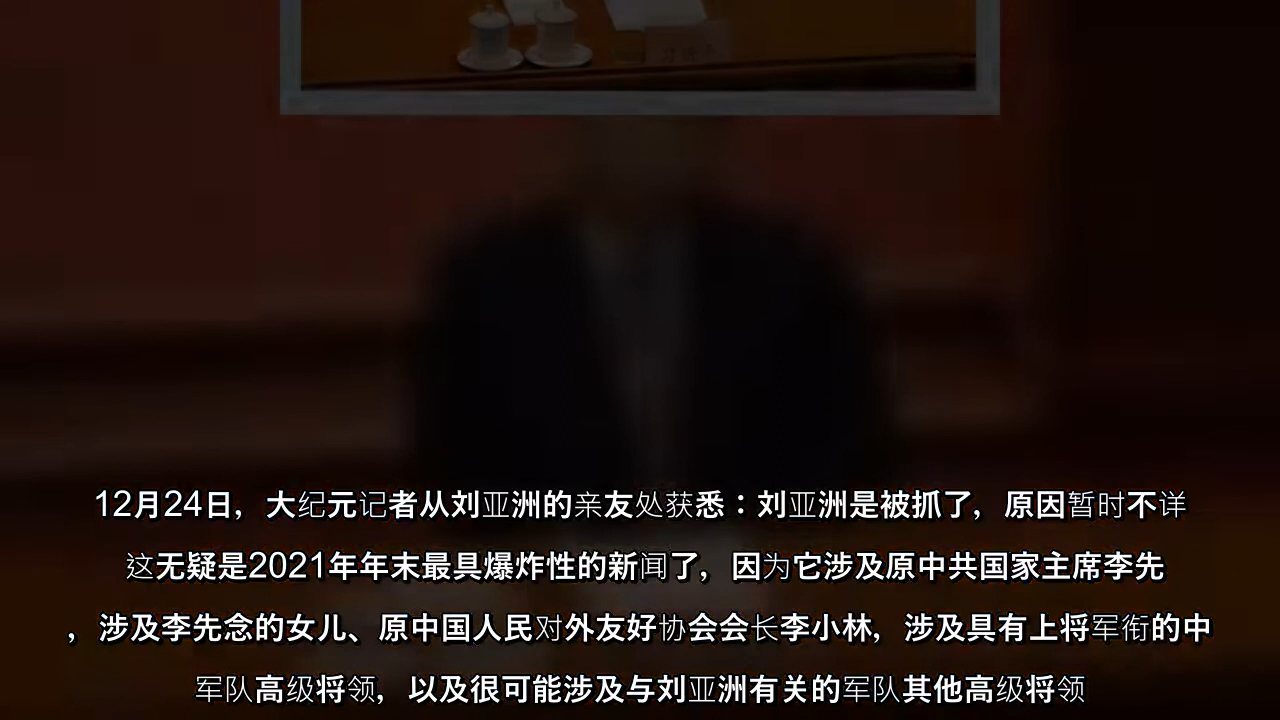 12月24日，大纪元记者从刘亚洲的亲友处获悉：刘亚洲是被抓了，原因暂时不详
这无疑是2021年年末最具爆炸性的新闻了，因为它涉及原中共国家主席李先
，涉及李先念的女儿、原中国人民对外友好协会会长李小林，涉及具有上将军衔的中
军队高级将领，以及很可能涉及与刘亚洲有关的军队其他高级将领